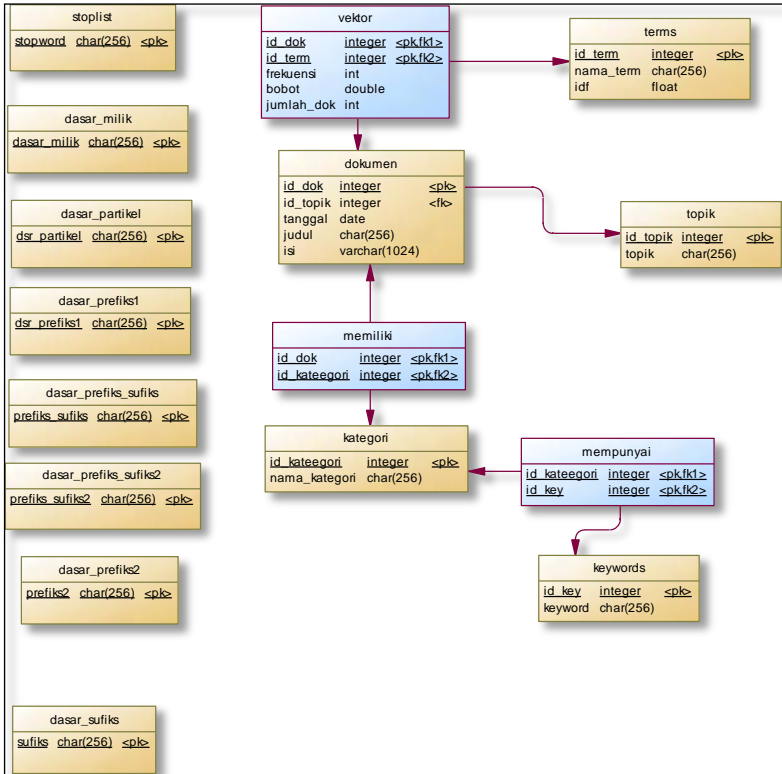 stoplist
stopword char(256) <pk>
dasar_milik
dasar_milik char(256) <pk>
dasar_partikel
dsr_partikel char(256) <pk>
dasar_prefiks1
dsr_prefiks1 char(256) <pk>
dasar_prefiks_sufiks
prefiks_sufiks char(256) <pk>
dasar_prefiks_sufiks2
prefiks_sufiks2 char(256) <pk>
dasar_prefiks2
prefiks2 char(256) <pk>
dasar_sufiks
sufiks char(256) <pk>
vektor
id_dok integer <pk,fk1>
id_term integer <pk,fk2>
frekuensi int
bobot double
jumlah_dok int
terms
id_term integer <pk>
nama_term char(256)
idf float
dokumen
id_dok integer <pk>
id_topik integer <fk>
tanggal date
judul char(256)
isi varchar(1024)
topik
id_topik integer <pk>
topik char(256)
memiliki
id_dok integer <pk,fk1>
id_kateegori integer <pk,fk2>
kategori
id_kateegori integer <pk>
nama_kategori char(256)
mempunyai
id_kateegori integer <pk,fk1>
id_key integer <pk,fk2>
keywords
id_key integer <pk>
keyword char(256)